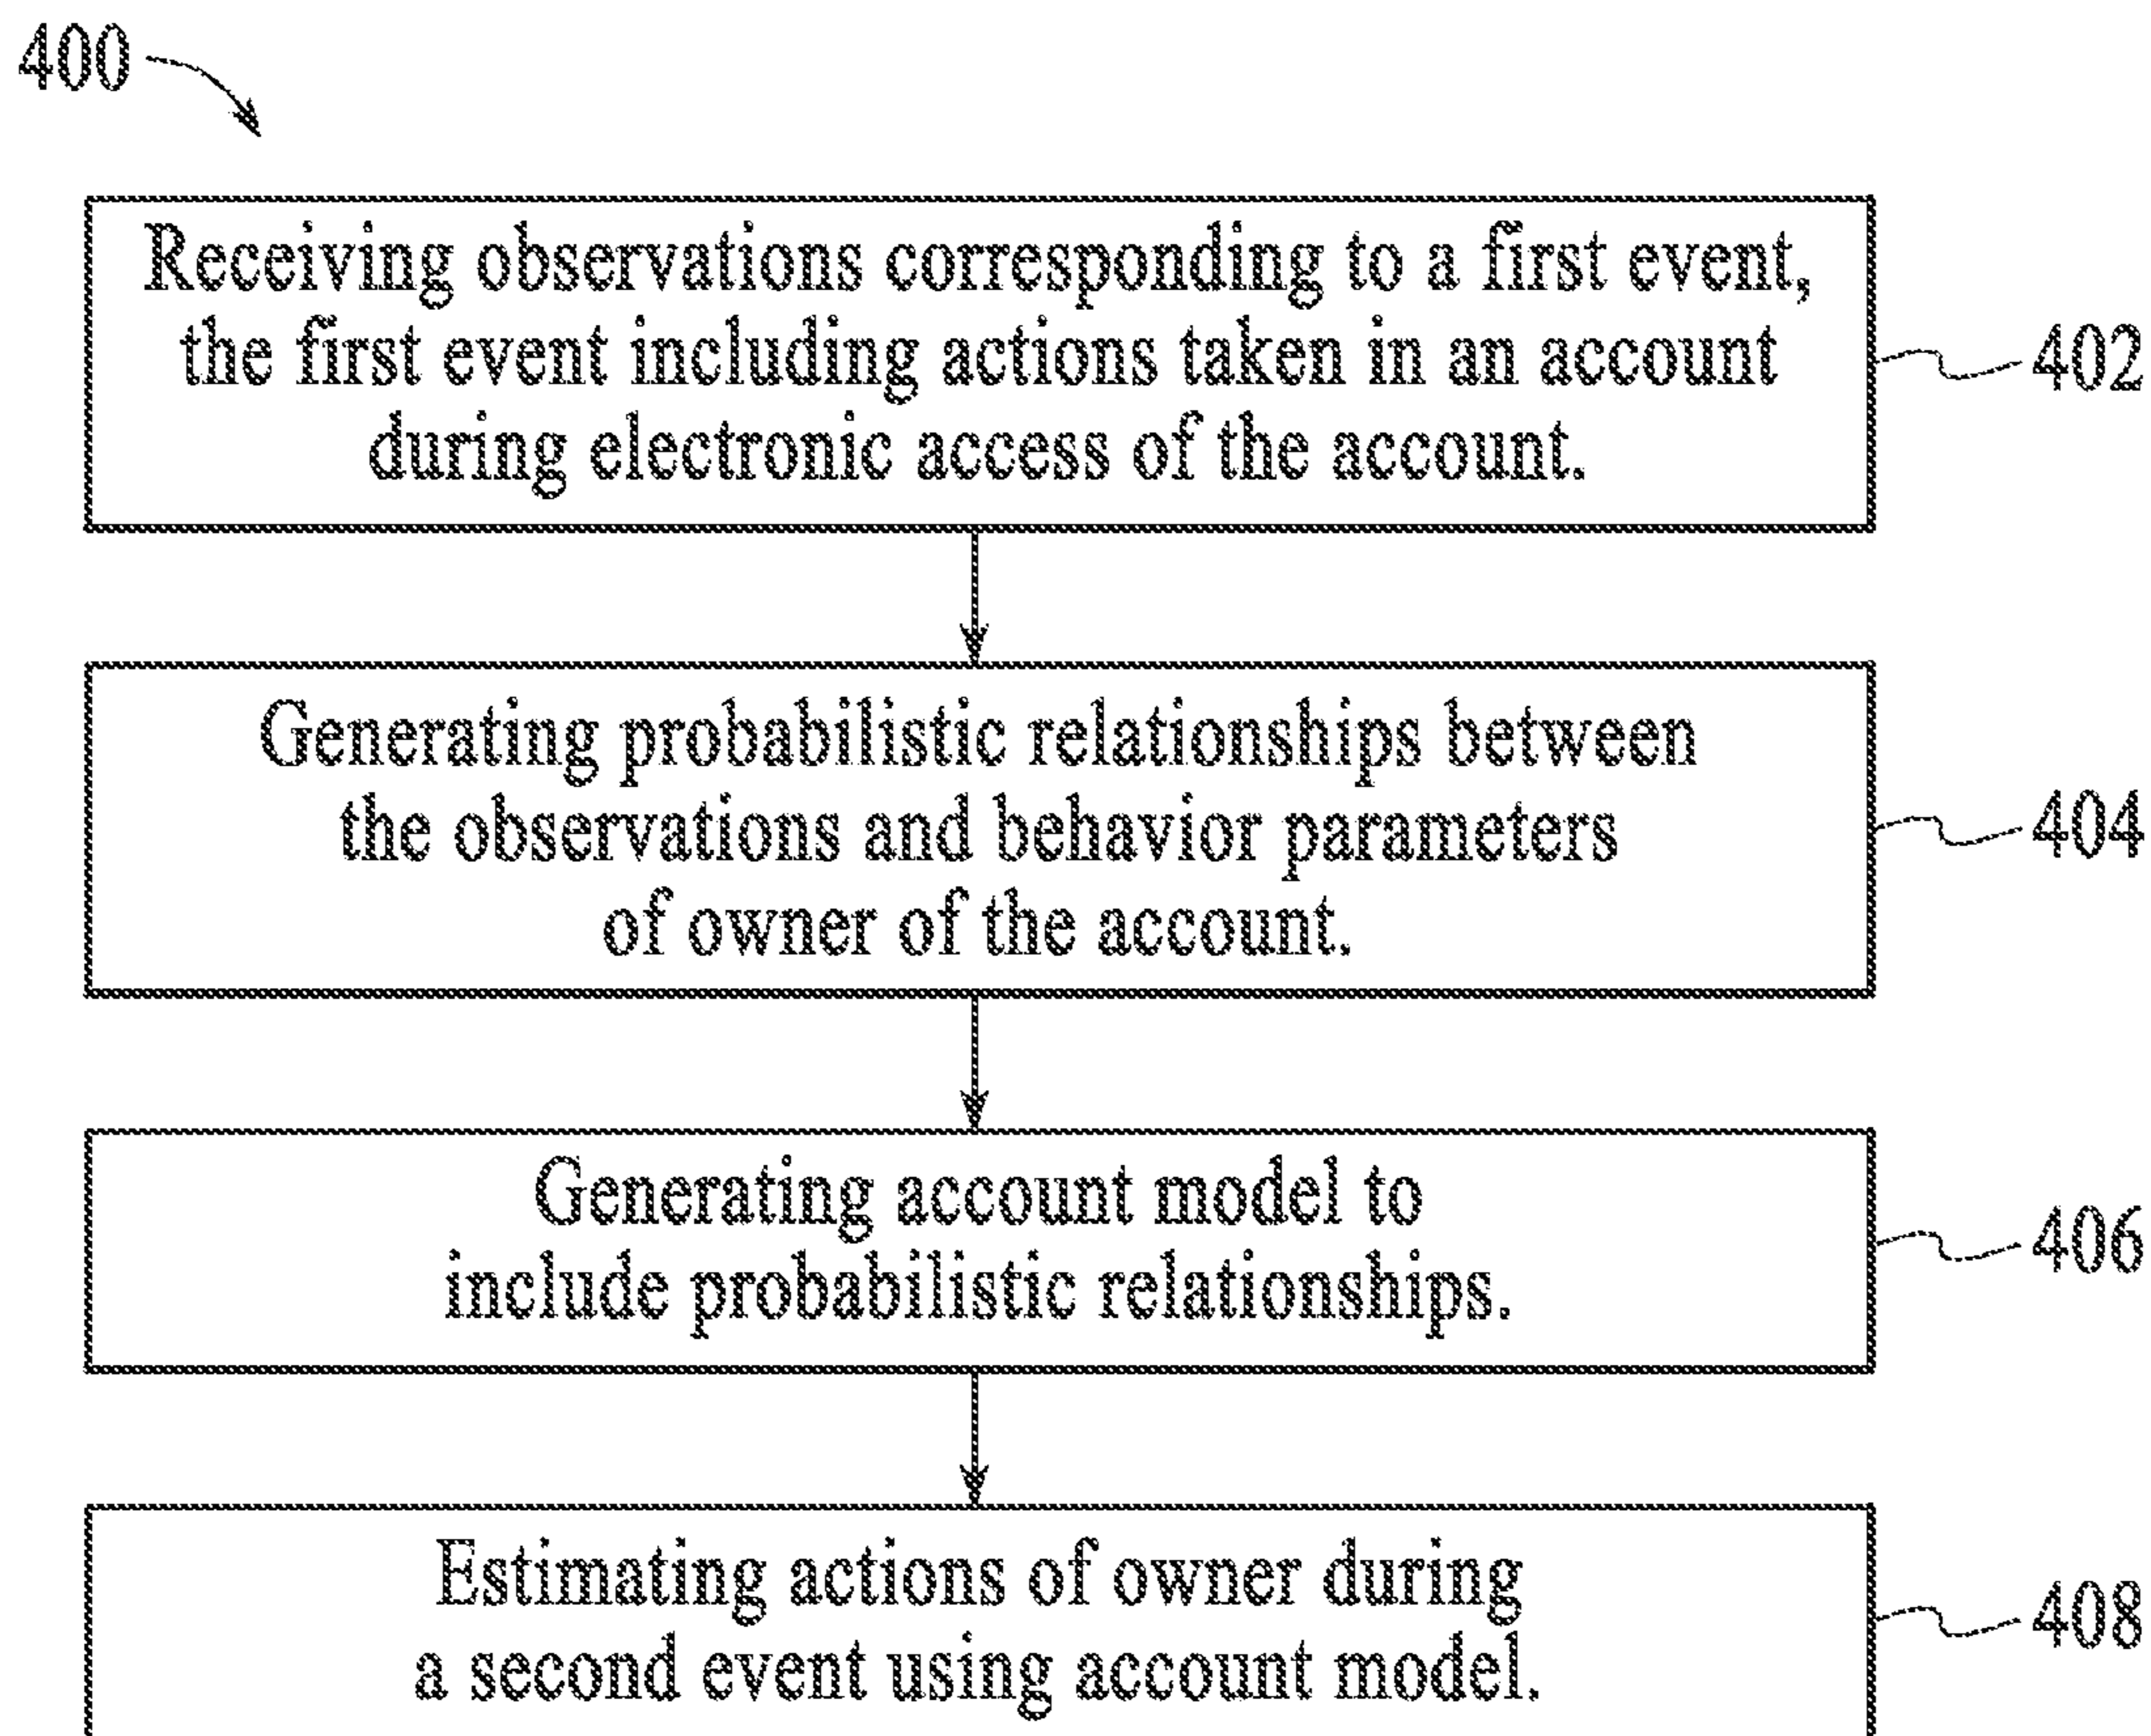 400
Receiving observations corresponding to a first event,
the first event including actions taken in an account
during electronic access of the account.
402
Generating probabilistic relationships between
the observations and behavior parameters
of owner of the account.
404
Generating account model to
include probabilistic relationships.
406
Estimating actions of owner during
a second event using account model.
408